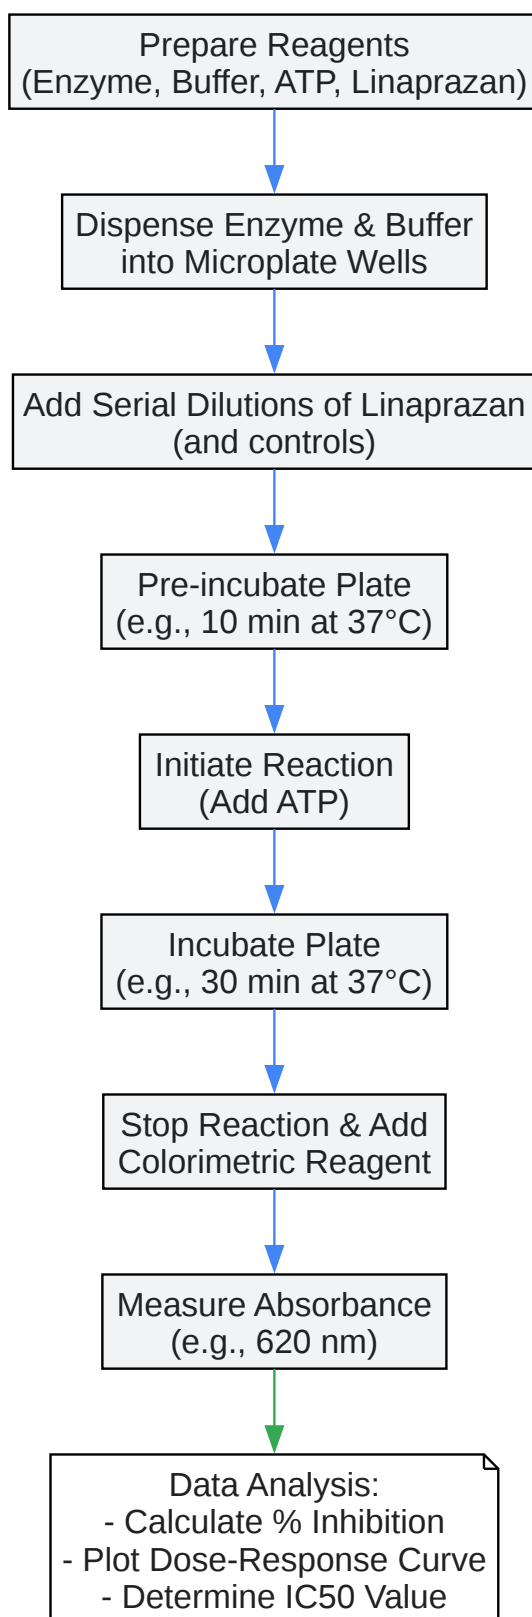 Prepare Reagents
(Enzyme, Buffer, ATP, Linaprazan)
Dispense Enzyme & Buffer
into Microplate Wells
Add Serial Dilutions of Linaprazan
(and controls)
Pre-incubate Plate
(e.g., 10 min at 37°C)
Initiate Reaction
(Add ATP)
Incubate Plate
(e.g., 30 min at 37°C)
Stop Reaction & Add
Colorimetric Reagent
Measure Absorbance
(e.g., 620 nm)
Data Analysis:
- Calculate % Inhibition
- Plot Dose-Response Curve
- Determine IC50 Value